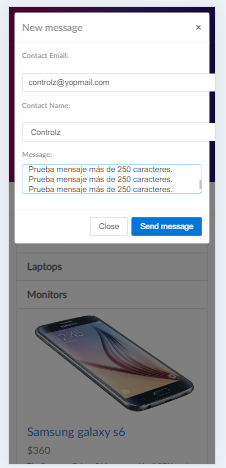 New message
×
Contact Email:
controlz@yopmail.com
Contact Name:
Controlz
Message:
Prueba mensaje más de 250 caracteres.
Prueba mensaje más de 250 caracteres.
Prueba mensaje más de 250 caracteres.
Close
Send message
Laptops
Monitors
Samsung galaxy s6
$360